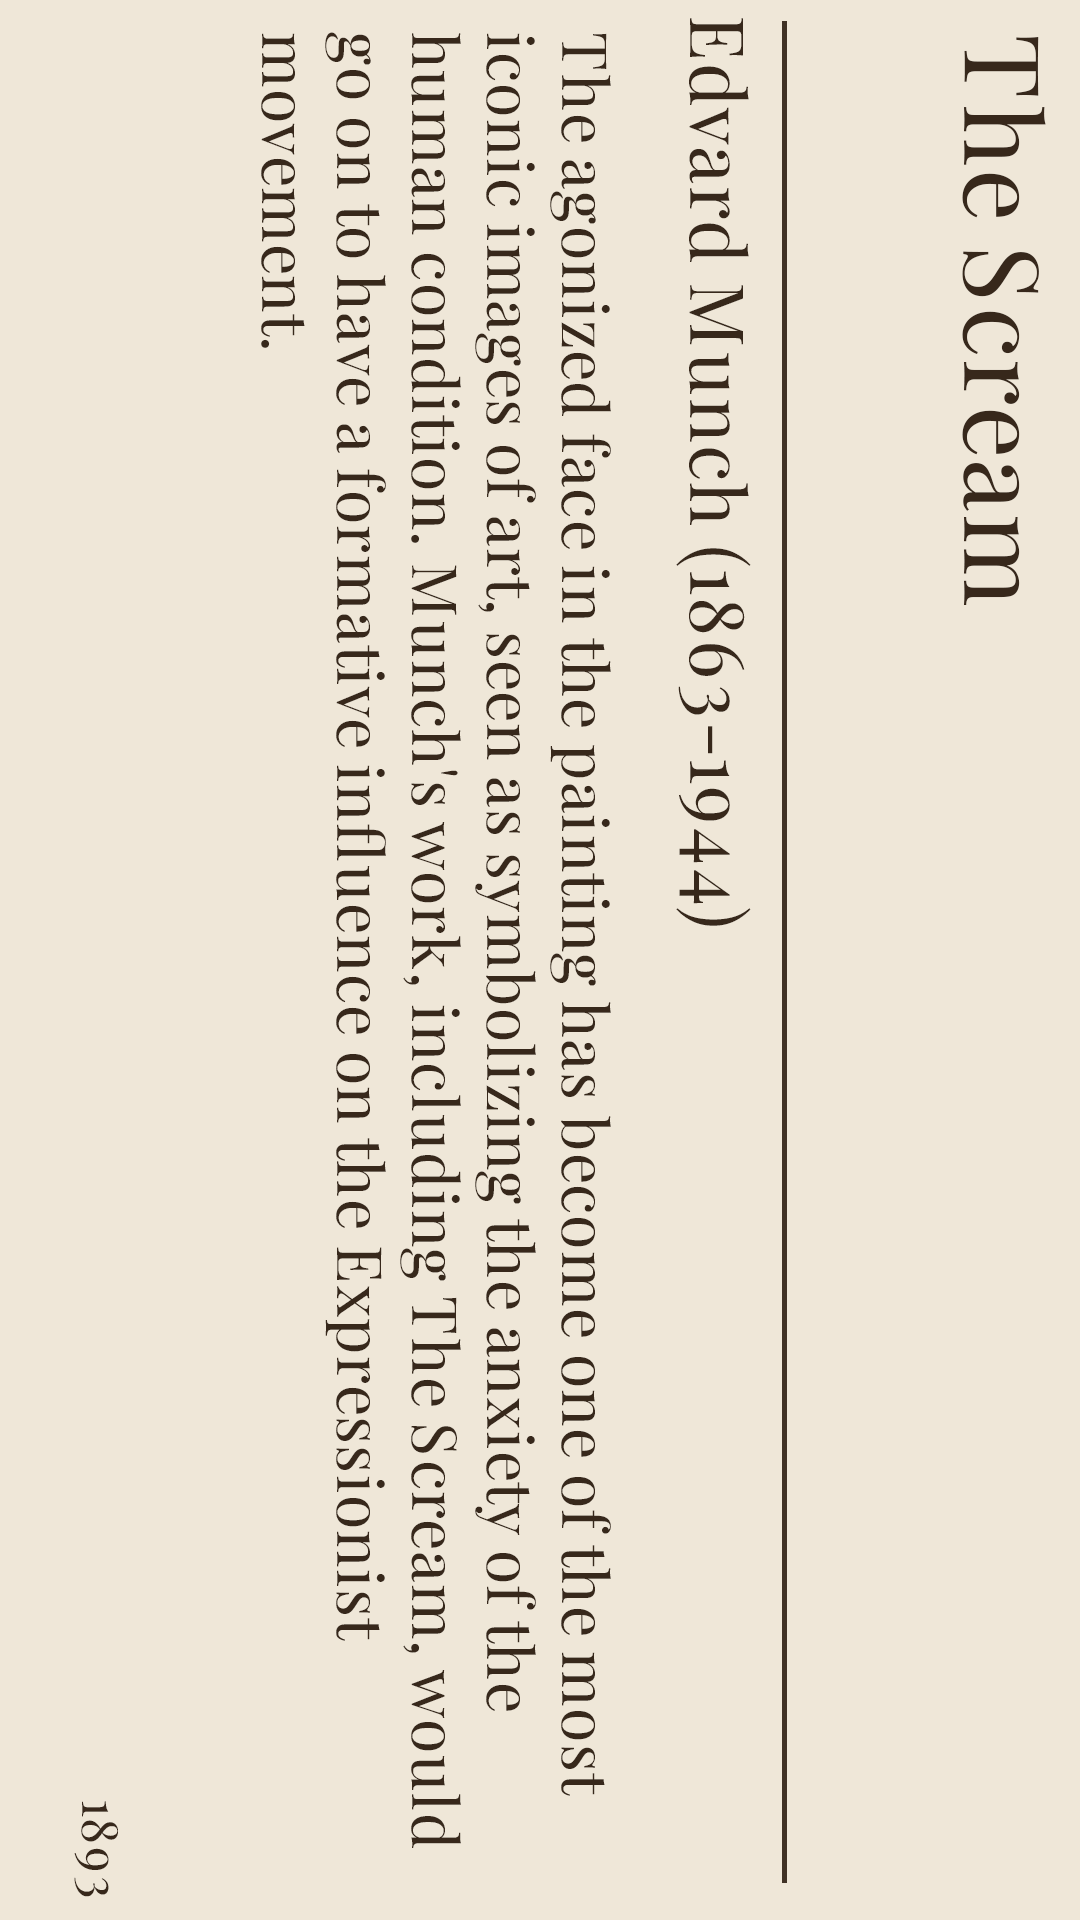 The Scream
Edvard Munch (1863–1944)
The agonized face in the painting has become one of the most
iconic images of art, seen as symbolizing the anxiety of the
human condition. Munch's work, including The Scream, would
go on to have a formative influence on the Expressionist
movement.
1893